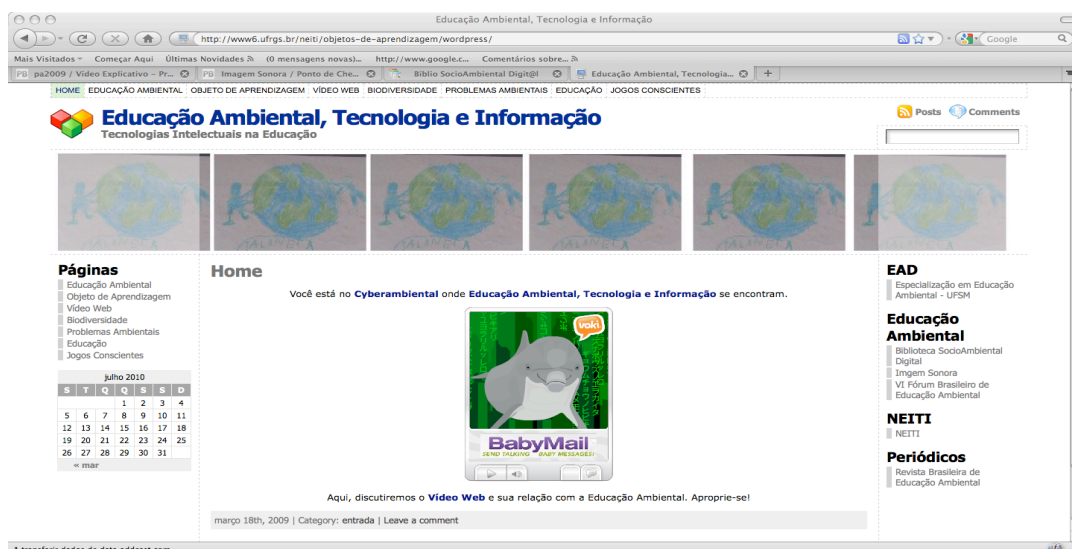 Educação Ambiental, Tecnologia e Informação
http://www6.ufrgs.br/neiti/objetos-de-aprendizagem/wordpress/
Google
Mais Visitados Começar Aqui Últimas Novidades (0 mensagens novas)... http://www.google.c... Comentários sobre...
PB pa2009 / Video Explicativo – Pr... PB Imagem Sonora / Ponto de Che... Biblio SocioAmbiental Digit@l Educação Ambiental, Tecnologia...
HOME EDUCAÇÃO AMBIENTAL OBJETO DE APRENDIZAGEM VÍDEO WEB BIODIVERSIDADE PROBLEMAS AMBIENTAIS EDUCAÇÃO JOGOS CONSCIENTES
Educação Ambiental, Tecnologia e Informação
Tecnologias Intelectuais na Educação
Posts Comments
Páginas
Educação Ambiental
Objeto de Aprendizagem
Vídeo Web
Biodiversidade
Problemas Ambientais
Educação
Jogos Conscientes
julho 2010
S T Q Q S S D
1 2 3 4
5 6 7 8 9 10 11
12 13 14 15 16 17 18
19 20 21 22 23 24 25
26 27 28 29 30 31
« mar
Home
Você está no Cyberambiental onde Educação Ambiental, Tecnologia e Informação se encontram.
voki
BabyMail
SEND TALKING BABY MESSAGES!
Aqui, discutiremos o Vídeo Web e sua relação com a Educação Ambiental. Aproprie-se!
março 18th, 2009 | Category: entrada | Leave a comment
EAD
Especialização em Educação
Ambiental - UFSM
Educação
Ambiental
Biblioteca SocioAmbiental
Digital
Imgem Sonora
VI Fórum Brasileiro de
Educação Ambiental
NEITI
NEITI
Periódicos
Revista Brasileira de
Educação Ambiental